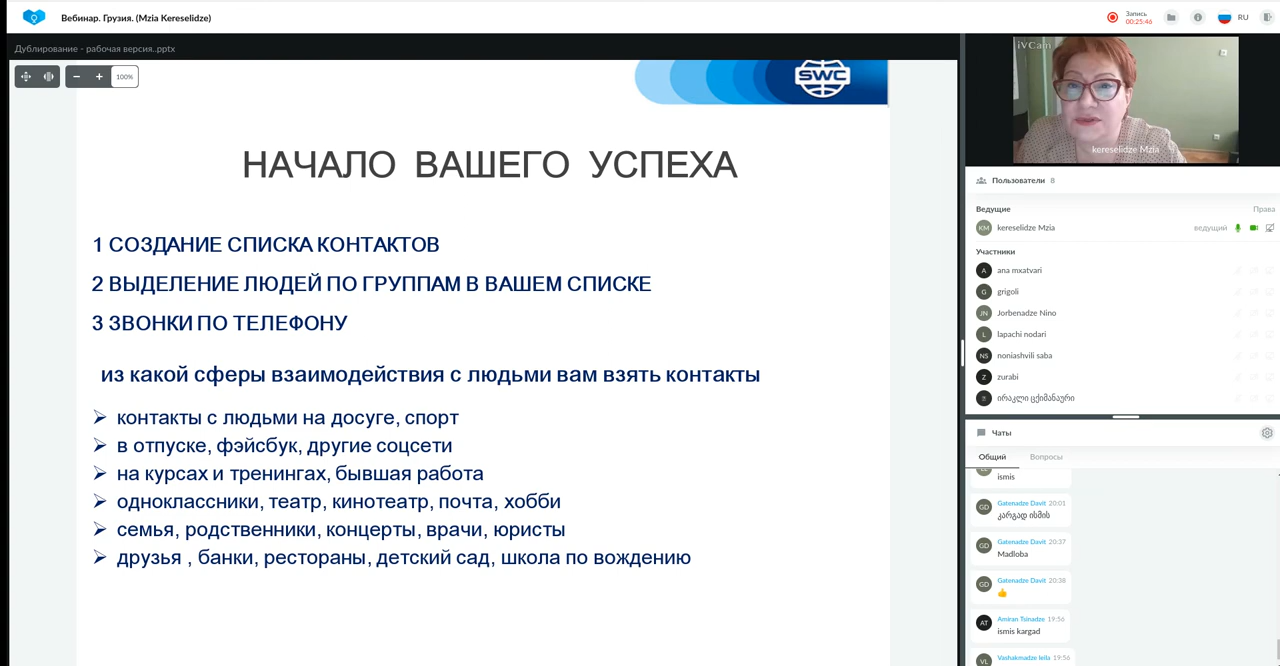 Вебинар. Грузия. (Mzia Kereselidze)
Запись
00:25:46
RU
Дублирование - рабочая версия..pptx
100%
SWC
НАЧАЛО ВАШЕГО УСПЕХА
1 СОЗДАНИЕ СПИСКА КОНТАКТОВ
2 ВЫДЕЛЕНИЕ ЛЮДЕЙ ПО ГРУППАМ В ВАШЕМ СПИСКЕ
3 ЗВОНКИ ПО ТЕЛЕФОНУ
из какой сферы взаимодействия с людьми вам взять контакты
контакты с людьми на досуге, спорт
в отпуске, фэйсбук, другие соцсети
на курсах и тренингах, бывшая работа
одноклассники, театр, кинотеатр, почта, хобби
семья, родственники, концерты, врачи, юристы
друзья , банки, рестораны, детский сад, школа по вождению
iVCam
kereselidze Mzia
Пользователи 8
Ведущие Права
KM kereselidze Mzia ведущий
Участники
A ana mxatvari
G grigoli
JN Jorbenadze Nino
L lapachi nodari
NS noniashvili saba
Z zurabi
ირაკლი ცქიმანაური
Чаты
Общий Вопросы
ismis
GD Gatenadze Davit 20:01
კარგად ისმის
GD Gatenadze Davit 20:37
Madloba
GD Gatenadze Davit 20:38
👍
AT Amiran Tsinadze 19:56
ismis kargad
VL Vashakmadze leila 19:56